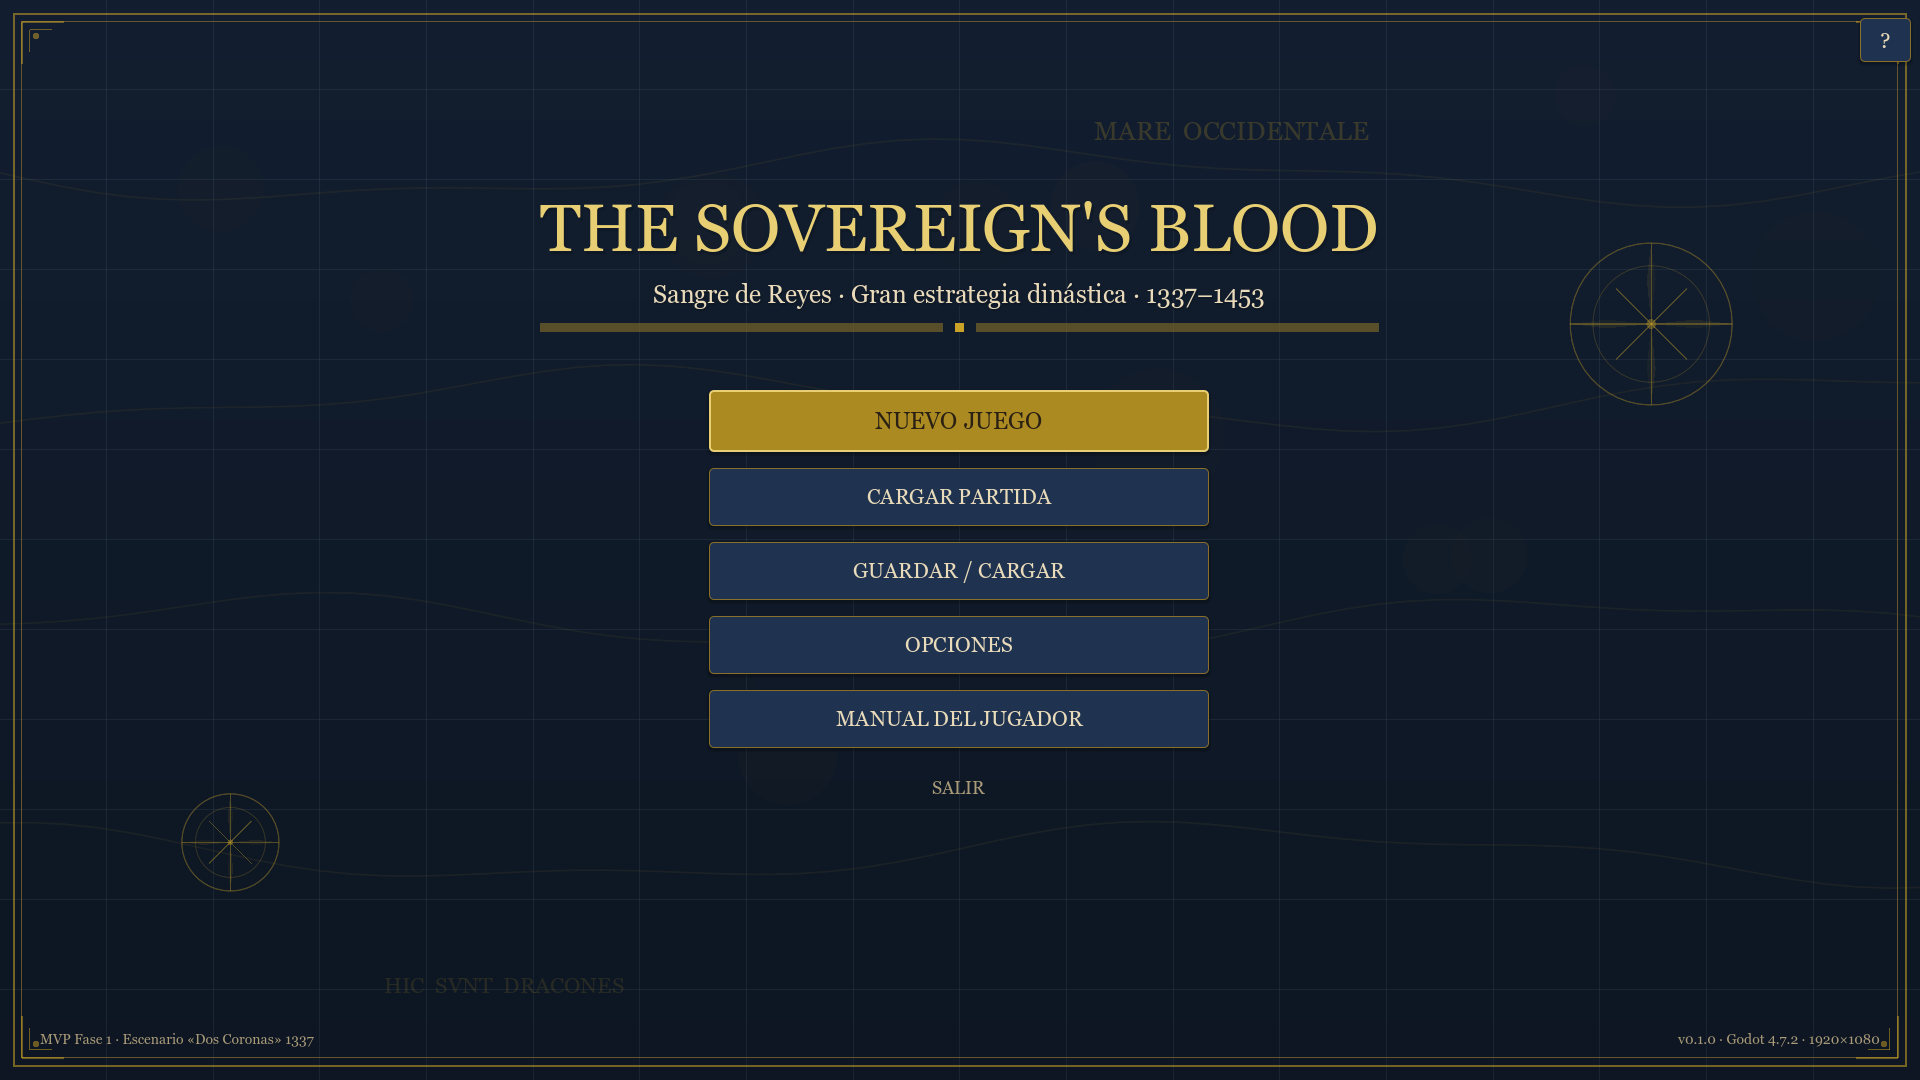 ?
MARE OCCIDENTALE
THE SOVEREIGN'S BLOOD
Sangre de Reyes · Gran estrategia dinástica · 1337–1453
NUEVO JUEGO
CARGAR PARTIDA
GUARDAR / CARGAR
OPCIONES
MANUAL DEL JUGADOR
SALIR
HIC SVNT DRACONES
MVP Fase 1 · Escenario «Dos Coronas» 1337
v0.1.0 · Godot 4.7.2 · 1920×1080